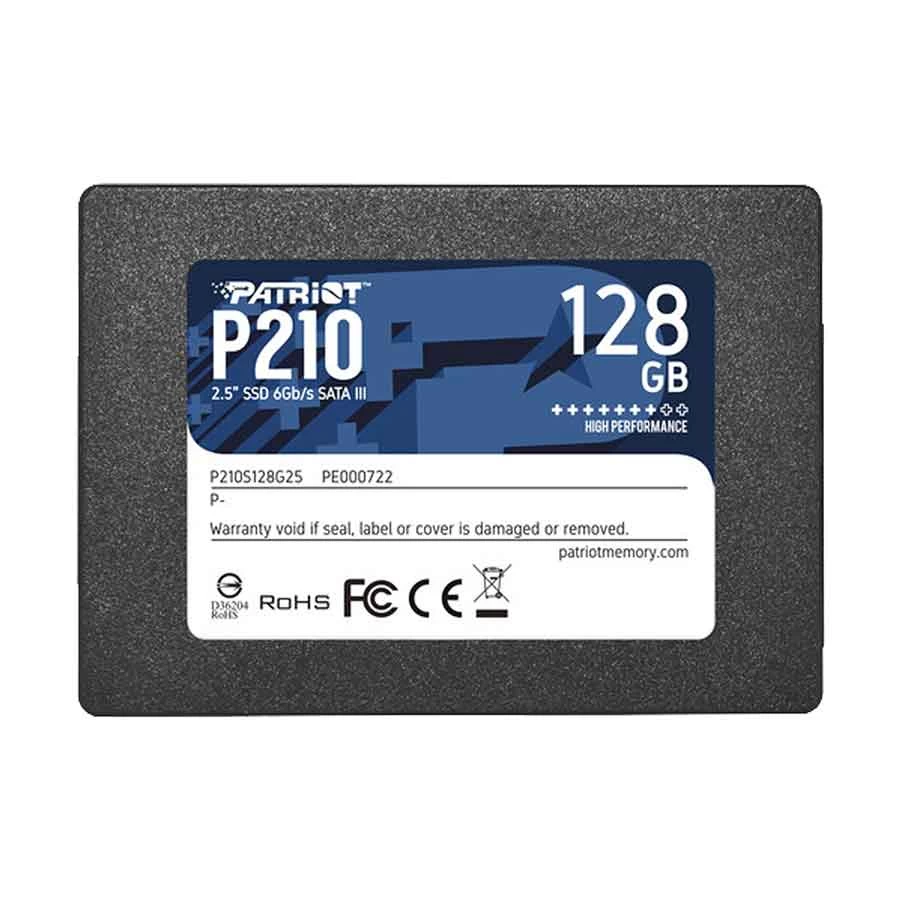 PATRIOT™
P210
2.5" SSD 6Gb/s SATA III
128
GB
HIGH PERFORMANCE
P210S128G25 PE000722
P-
Warranty void if seal, label or cover is damaged or removed.
patriotmemory.com
D36204
RoHS
RoHS
FC CE